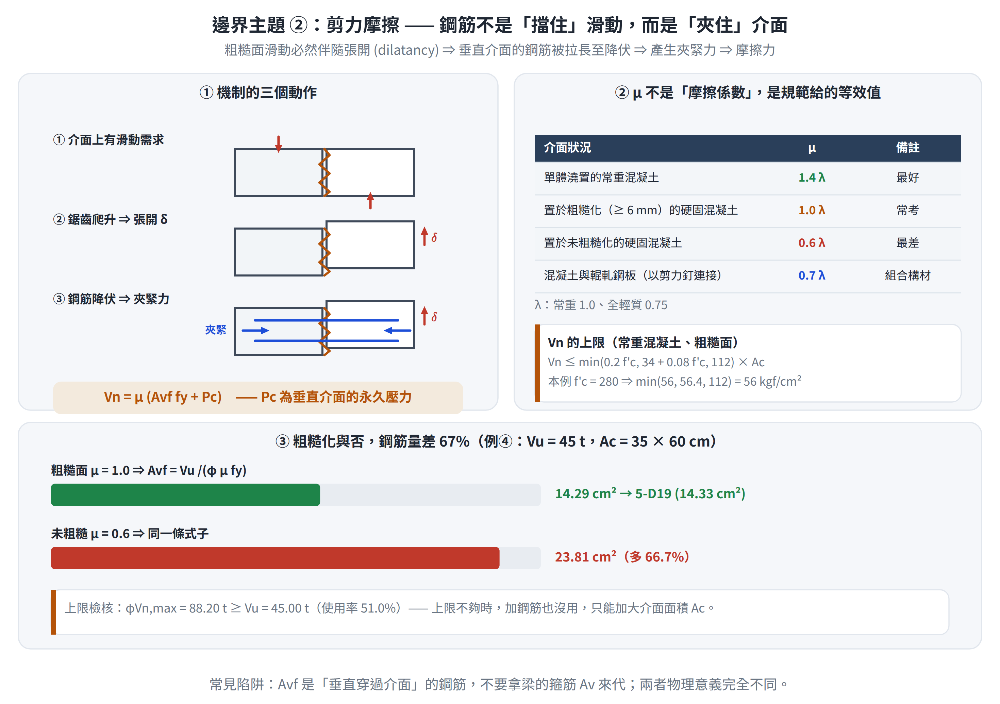 邊界主題 ②：剪力摩擦 —— 鋼筋不是「擋住」滑動，而是「夾住」介面
粗糙面滑動必然伴隨張開 (dilatancy) ⇒ 垂直介面的鋼筋被拉長至降伏 ⇒ 產生夾緊力 ⇒ 摩擦力
① 機制的三個動作
① 介面上有滑動需求
② 鋸齒爬升 ⇒ 張開 δ
δ
③ 鋼筋降伏 ⇒ 夾緊力
δ
夾緊
Vn = μ (Avf fy + Pc) —— Pc 為垂直介面的永久壓力
② μ 不是「摩擦係數」，是規範給的等效值
介面狀況 μ 備註
單體澆置的常重混凝土 1.4 λ 最好
置於粗糙化（≥ 6 mm）的硬固混凝土 1.0 λ 常考
置於未粗糙化的硬固混凝土 0.6 λ 最差
混凝土與輥軋鋼板（以剪力釘連接） 0.7 λ 組合構材
λ：常重 1.0、全輕質 0.75
Vn 的上限（常重混凝土、粗糙面）
Vn ≤ min(0.2 f'c, 34 + 0.08 f'c, 112) × Ac
本例 f'c = 280 ⇒ min(56, 56.4, 112) = 56 kgf/cm²
③ 粗糙化與否，鋼筋量差 67%（例④：Vu = 45 t，Ac = 35 × 60 cm）
粗糙面 μ = 1.0 ⇒ Avf = Vu /(φ μ fy)
14.29 cm² → 5-D19 (14.33 cm²)
未粗糙 μ = 0.6 ⇒ 同一條式子
23.81 cm²（多 66.7%）
上限檢核：φVn,max = 88.20 t ≥ Vu = 45.00 t（使用率 51.0%）—— 上限不夠時，加鋼筋也沒用，只能加大介面面積 Ac。
常見陷阱：Avf 是「垂直穿過介面」的鋼筋，不要拿梁的箍筋 Av 來代；兩者物理意義完全不同。